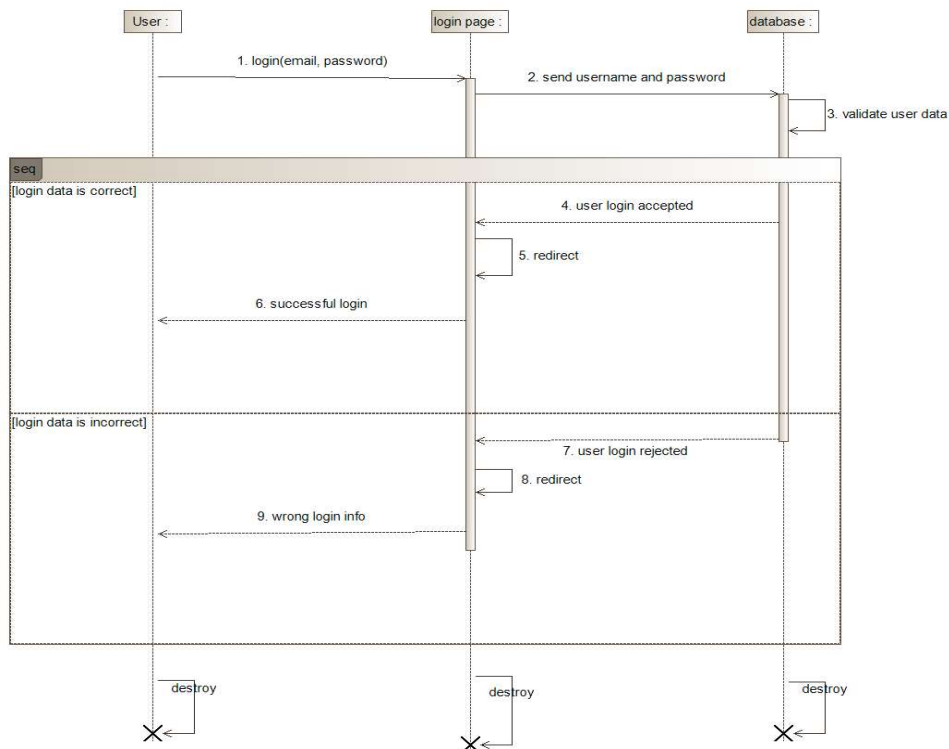 User :
login page :
database :
1. login(email, password)
2. send username and password
3. validate user data
seq
[login data is correct]
4. user login accepted
5. redirect
6. successful login
[login data is incorrect]
7. user login rejected
8. redirect
9. wrong login info
destroy
destroy
destroy